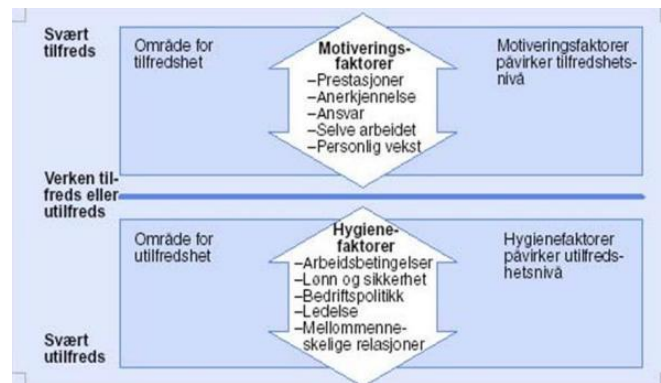 Svært
tilfreds
Område for
tilfredshet
Motiverings-
faktorer
–Prestasjoner
–Anerkjennelse
–Ansvar
–Selve arbeidet
–Personlig vekst
Motiveringsfaktorer
påvirker tilfredshets-
nivå
Verken til-
freds eller
utilfreds
Område for
utilfredshet
Hygiene-
faktorer
–Arbeidsbetingelser
–Lønn og sikkerhet
–Bedriftspolitikk
–Ledelse
–Mellommenne-
skelige relasjoner
Hygienefaktorer
påvirker utilfreds-
hetsnivå
Svært
utilfreds